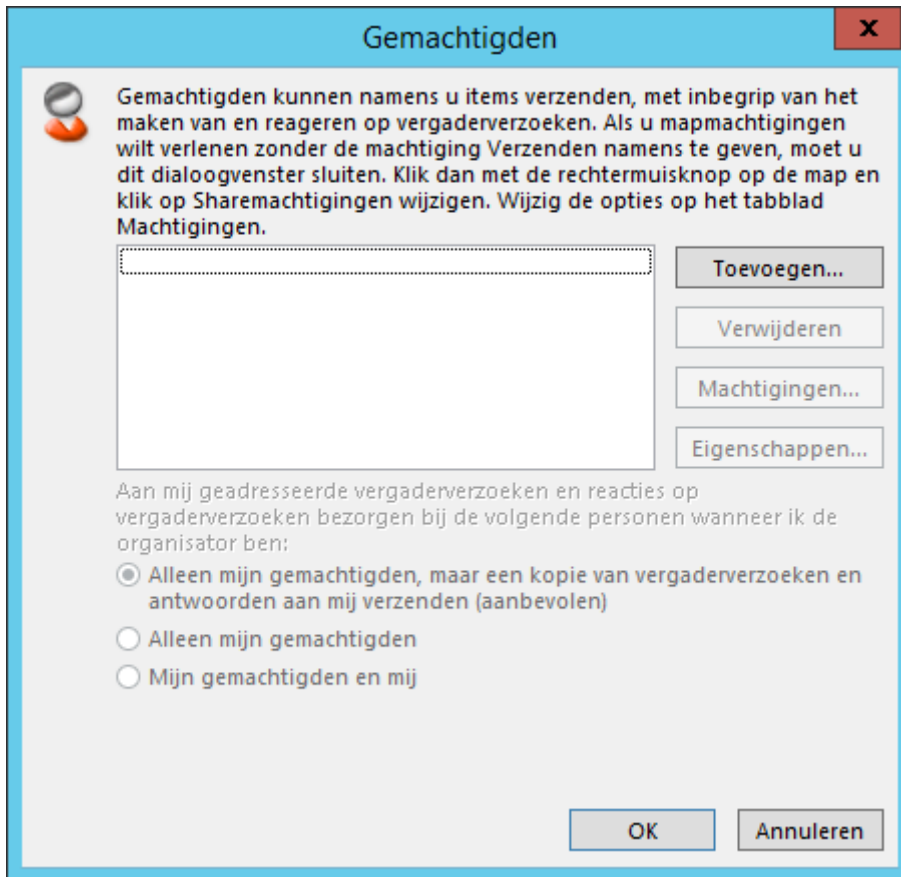 Gemachtigden
x
Gemachtigden kunnen namens u items verzenden, met inbegrip van het
maken van en reageren op vergaderverzoeken. Als u mapmachtigingen
wilt verlenen zonder de machtiging Verzenden namens te geven, moet u
dit dialoogvenster sluiten. Klik dan met de rechtermuisknop op de map en
klik op Sharemachtigingen wijzigen. Wijzig de opties op het tabblad
Machtigingen.
Toevoegen...
Verwijderen
Machtigingen...
Eigenschappen...
Aan mij geadresseerde vergaderverzoeken en reacties op
vergaderverzoeken bezorgen bij de volgende personen wanneer ik de
organisator ben:
Alleen mijn gemachtigden, maar een kopie van vergaderverzoeken en
antwoorden aan mij verzenden (aanbevolen)
Alleen mijn gemachtigden
Mijn gemachtigden en mij
OK
Annuleren